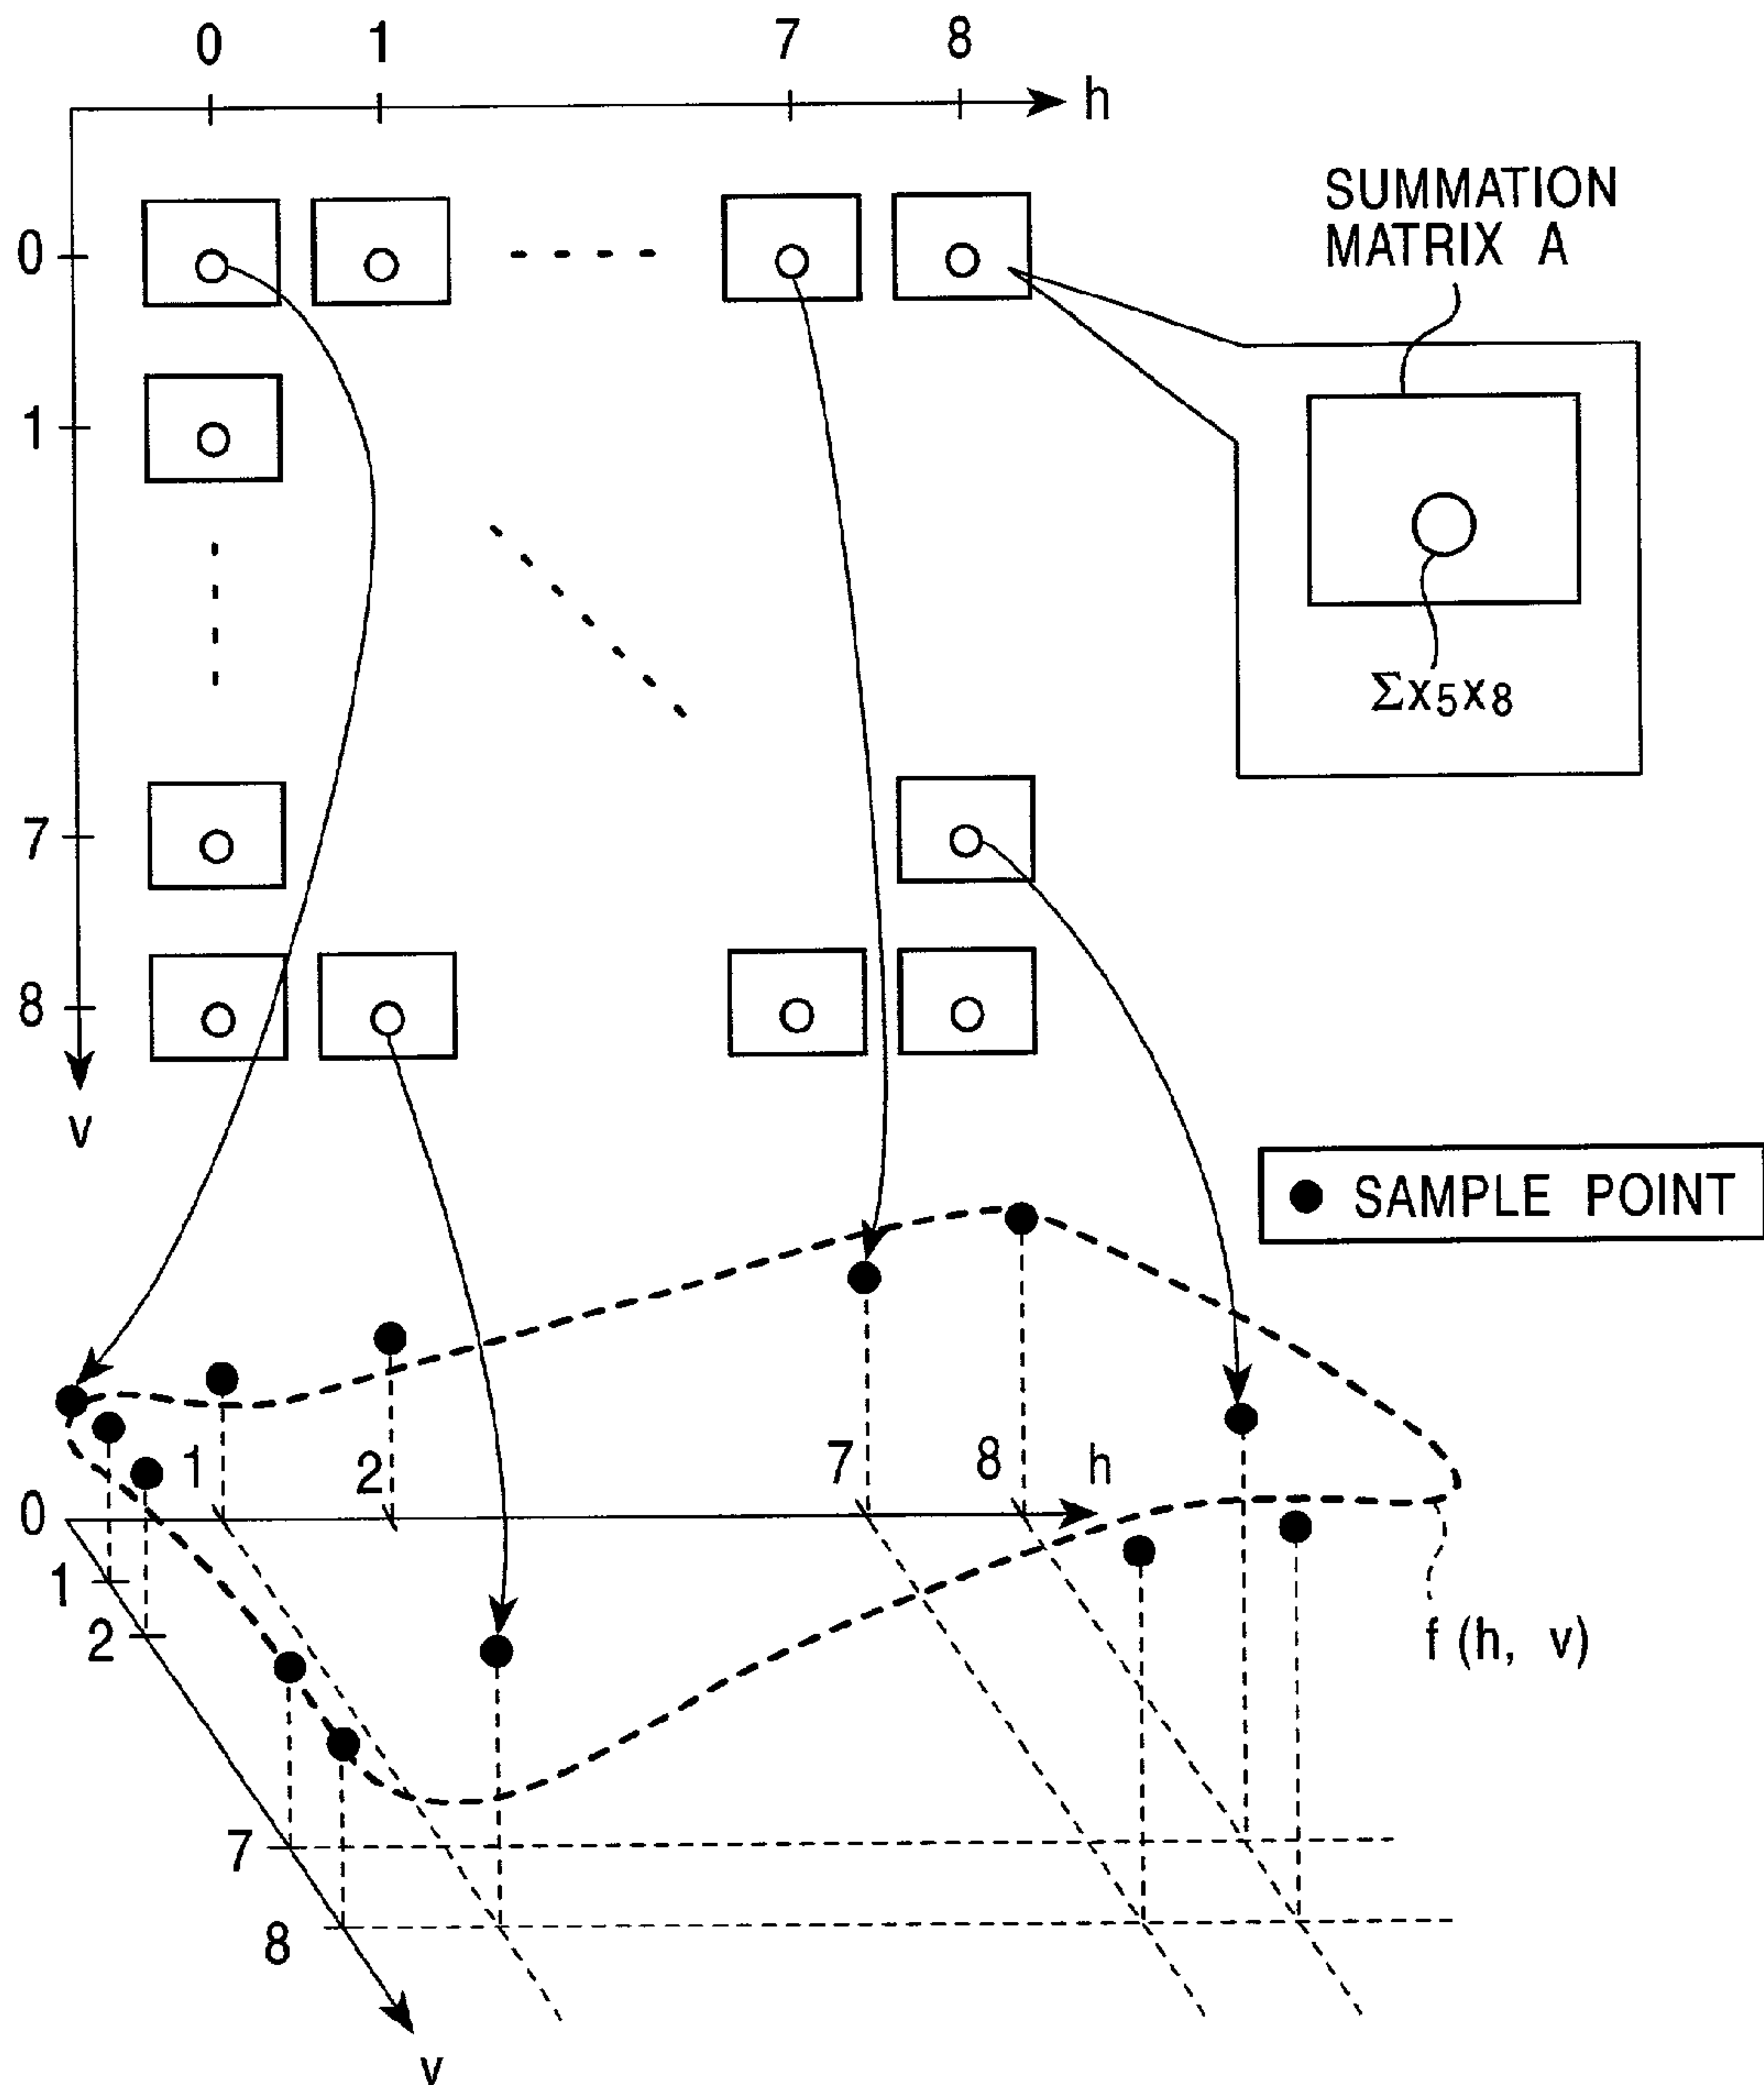 0 1 7 8
h
SUMMATION
MATRIX A
0
1
Σx5x8
7
8
v
● SAMPLE POINT
1 2 7 8 h
0
1
2
f (h, v)
7
8
v